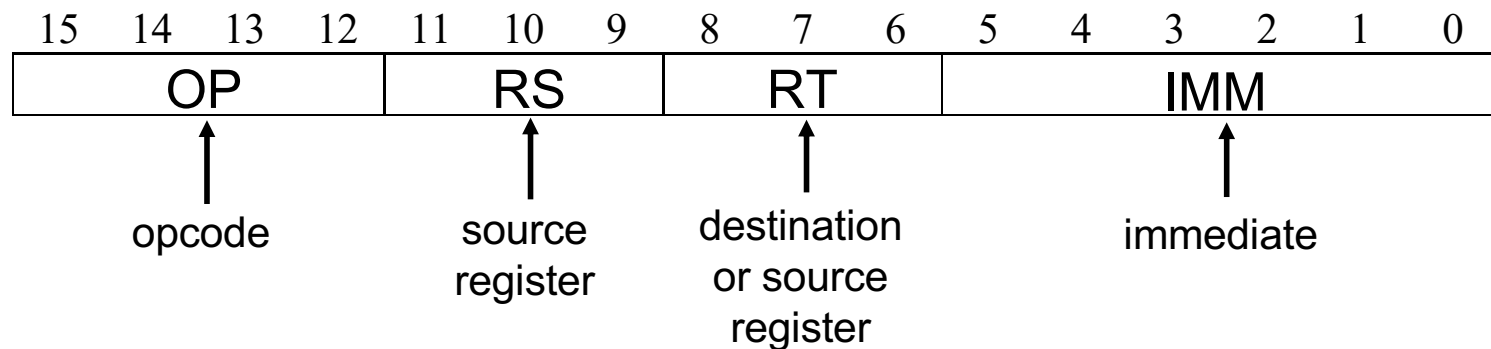 15 14 13 12 11 10 9 8 7 6 5 4 3 2 1 0
OP RS RT IMM
opcode
source
register
destination
or source
register
immediate